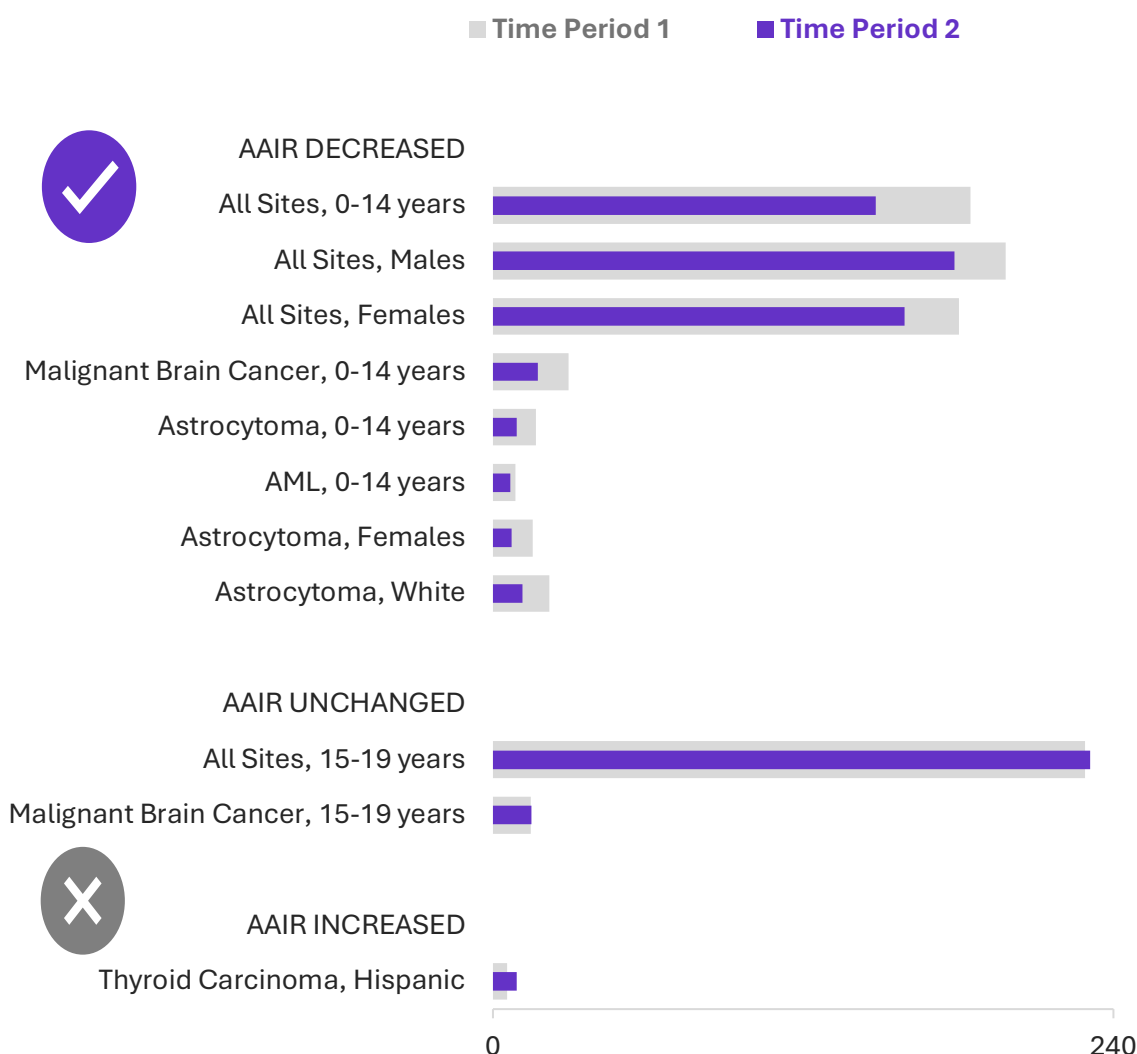 Time Period 1 Time Period 2
AAIR DECREASED
All Sites, 0-14 years
All Sites, Males
All Sites, Females
Malignant Brain Cancer, 0-14 years
Astrocytoma, 0-14 years
AML, 0-14 years
Astrocytoma, Females
Astrocytoma, White
AAIR UNCHANGED
All Sites, 15-19 years
Malignant Brain Cancer, 15-19 years
AAIR INCREASED
Thyroid Carcinoma, Hispanic
0 240